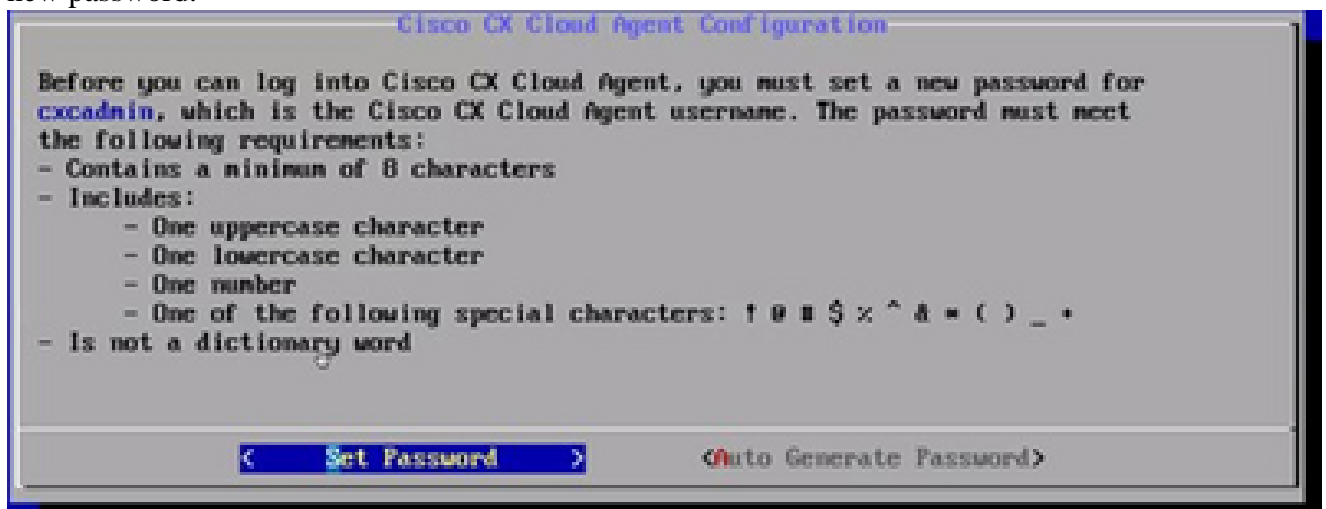 new password.
Cisco CX Cloud Agent Configuration
Before you can log into Cisco CX Cloud Agent, you must set a new password for
cxcadmin, which is the Cisco CX Cloud Agent username. The password must meet
the following requirements:
- Contains a minimum of 8 characters
- Includes:
- One uppercase character
- One lowercase character
- One number
- One of the following special characters: ! @ # $ % ^ & * ( ) _ +
- Is not a dictionary word
< Set Password >
<Auto Generate Password>